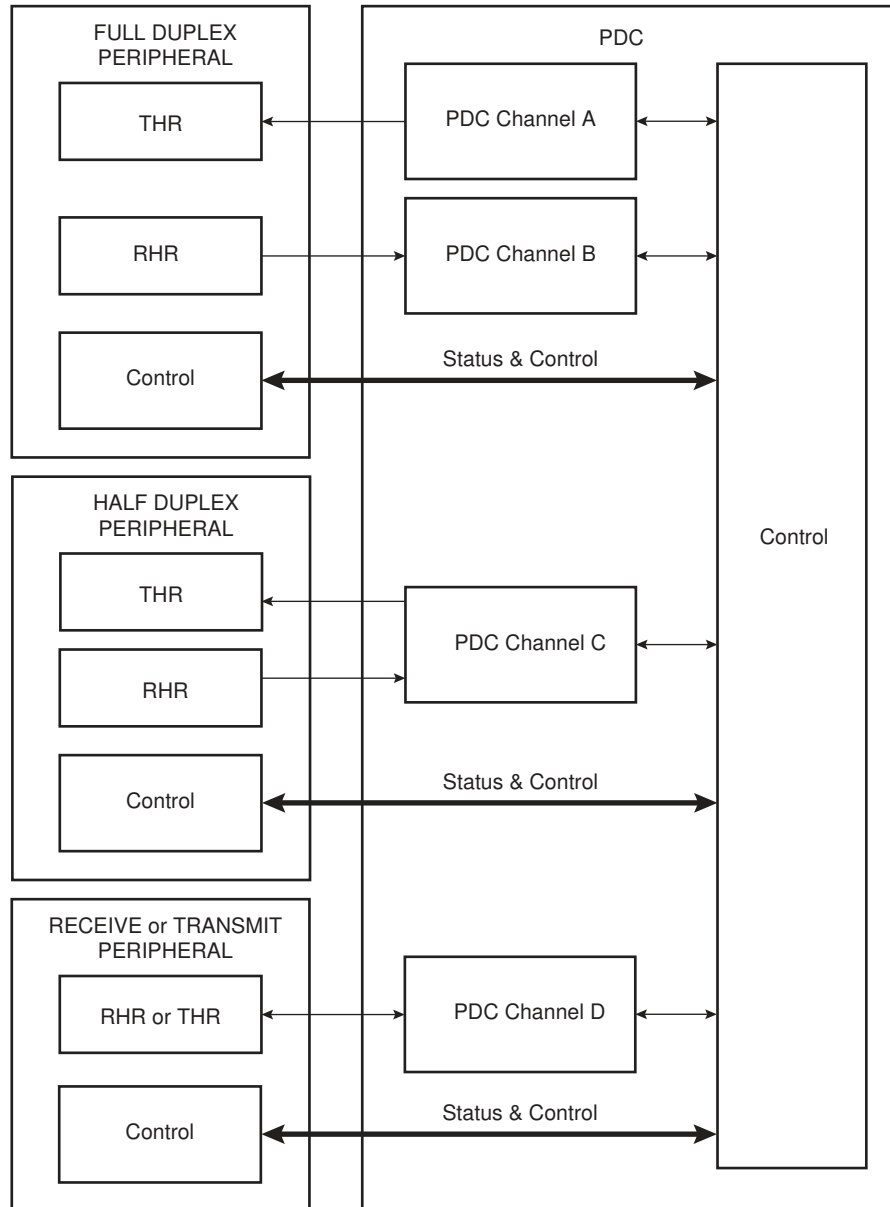 FULL DUPLEX
PERIPHERAL
PDC
THR
PDC Channel A
RHR
PDC Channel B
Control
Status & Control
HALF DUPLEX
PERIPHERAL
Control
THR
PDC Channel C
RHR
Control
Status & Control
RECEIVE or TRANSMIT
PERIPHERAL
RHR or THR
PDC Channel D
Control
Status & Control